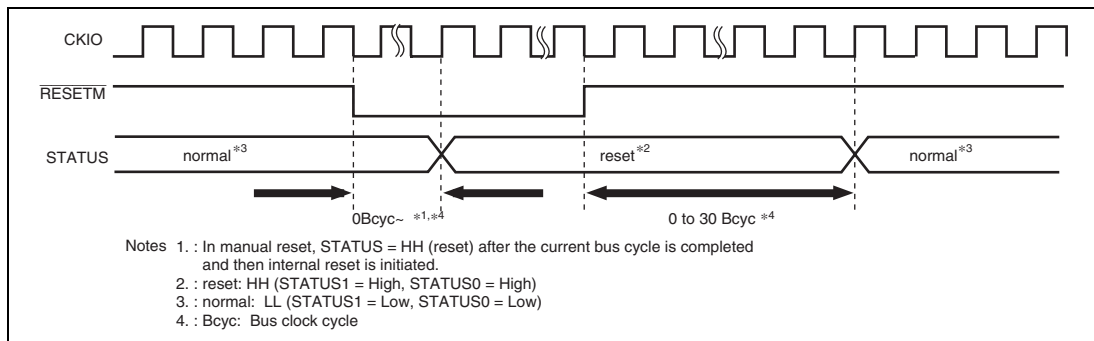 CKIO
RESETM
STATUS normal*3 reset*2 normal*3
0Bcyc~ *1,*4 0 to 30 Bcyc *4
Notes 1. : In manual reset, STATUS = HH (reset) after the current bus cycle is completed
and then internal reset is initiated.
2. : reset: HH (STATUS1 = High, STATUS0 = High)
3. : normal: LL (STATUS1 = Low, STATUS0 = Low)
4. : Bcyc: Bus clock cycle